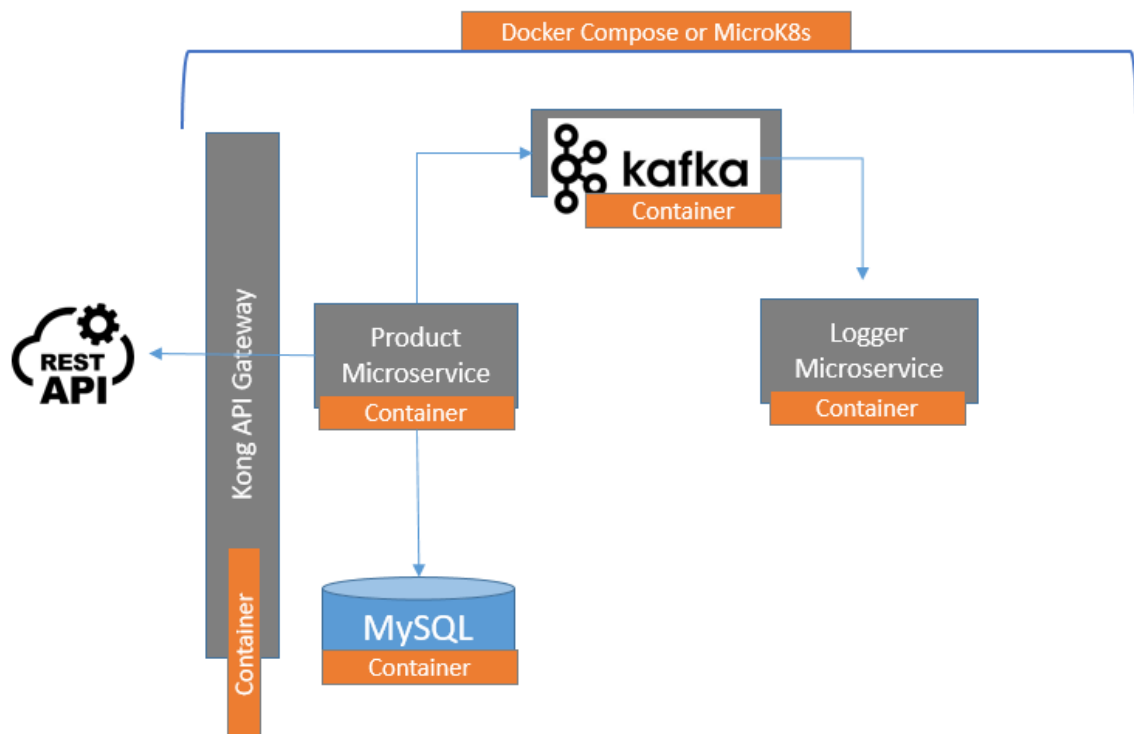 Docker Compose or MicroK8s
kafka
Container
Kong API Gateway
Container
REST
API
Product
Microservice
Container
Logger
Microservice
Container
MySQL
Container